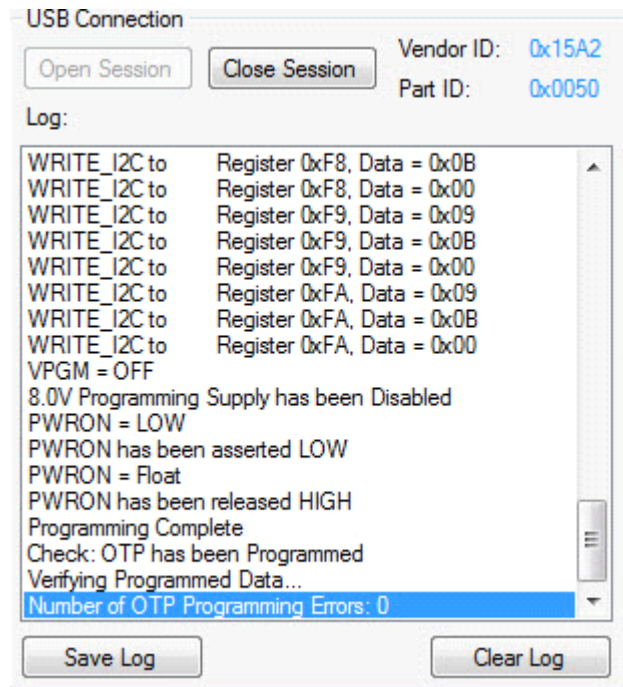 USB Connection
Open Session Close Session Vendor ID: 0x15A2
Part ID: 0x0050
Log:
WRITE_I2C to Register 0xF8, Data = 0x0B
WRITE_I2C to Register 0xF8, Data = 0x00
WRITE_I2C to Register 0xF9, Data = 0x09
WRITE_I2C to Register 0xF9, Data = 0x0B
WRITE_I2C to Register 0xF9, Data = 0x00
WRITE_I2C to Register 0xFA, Data = 0x09
WRITE_I2C to Register 0xFA, Data = 0x0B
WRITE_I2C to Register 0xFA, Data = 0x00
VPGM = OFF
8.0V Programming Supply has been Disabled
PWRON = LOW
PWRON has been asserted LOW
PWRON = Float
PWRON has been released HIGH
Programming Complete
Check: OTP has been Programmed
Verifying Programmed Data...
Number of OTP Programming Errors: 0
Save Log Clear Log